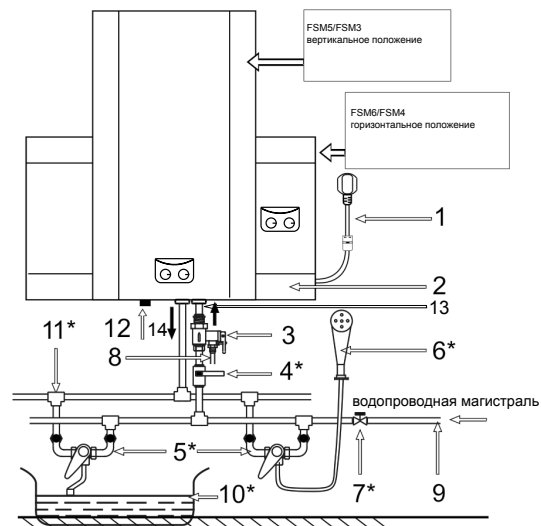 FSM5/FSM3
вертикальное положение
FSM6/FSM4
горизонтальное положение
1
2
13
11*
12
14
3
8
6*
4*
водопроводная магистраль
5*
7*
9
10*